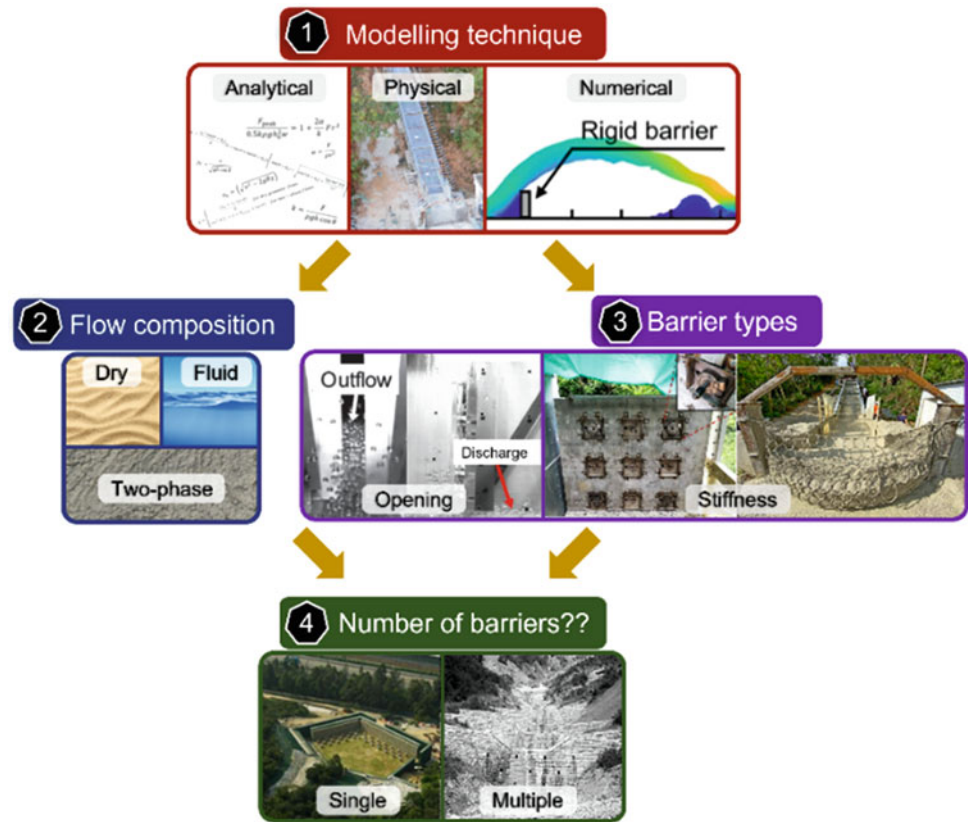 1 Modelling technique
Analytical
Physical
Numerical
Rigid barrier
2 Flow composition
Dry
Fluid
Two-phase
3 Barrier types
Outflow
Discharge
Opening
Stiffness
4 Number of barriers??
Single
Multiple